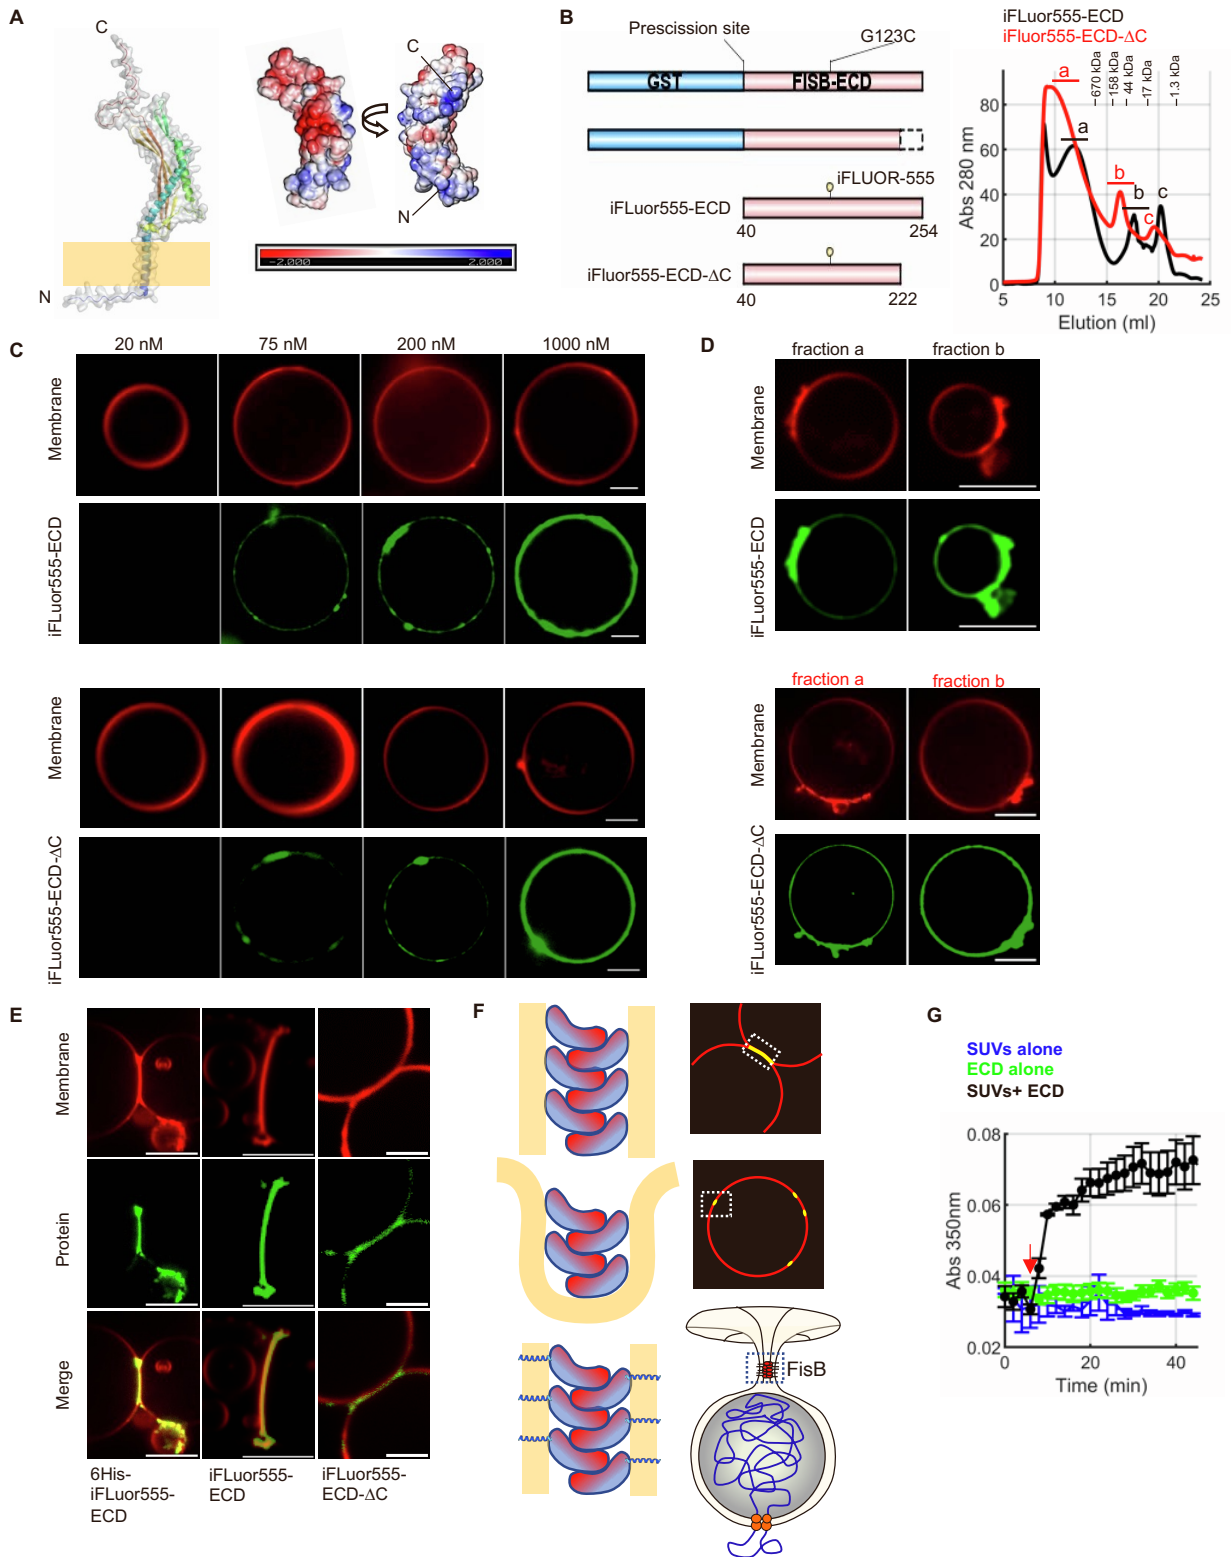 A
C
N
C
N
-2.000
2.000
B
Prescission site
G123C
GST
FISB-ECD
iFLUOR-555
iFLuor555-ECD
40
254
iFluor555-ECD-ΔC
40
222
iFLuor555-ECD
iFluor555-ECD-ΔC
670 kDa
158 kDa
44 kDa
17 kDa
1.3 kDa
a
a
b
b
c
c
Abs 280 nm
80
60
40
20
0
5
10
15
20
25
Elution (ml)
C
20 nM
75 nM
200 nM
1000 nM
Membrane
iFLuor555-ECD
Membrane
iFLuor555-ECD-ΔC
D
fraction a
fraction b
Membrane
iFLuor555-ECD
fraction a
fraction b
Membrane
iFLuor555-ECD-ΔC
E
Membrane
Protein
Merge
6His-
iFLuor555-
ECD
iFLuor555-
ECD
iFLuor555-
ECD-ΔC
F
FisB
G
SUVs alone
ECD alone
SUVs+ ECD
Abs 350nm
0.08
0.06
0.04
0.02
0
20
40
Time (min)